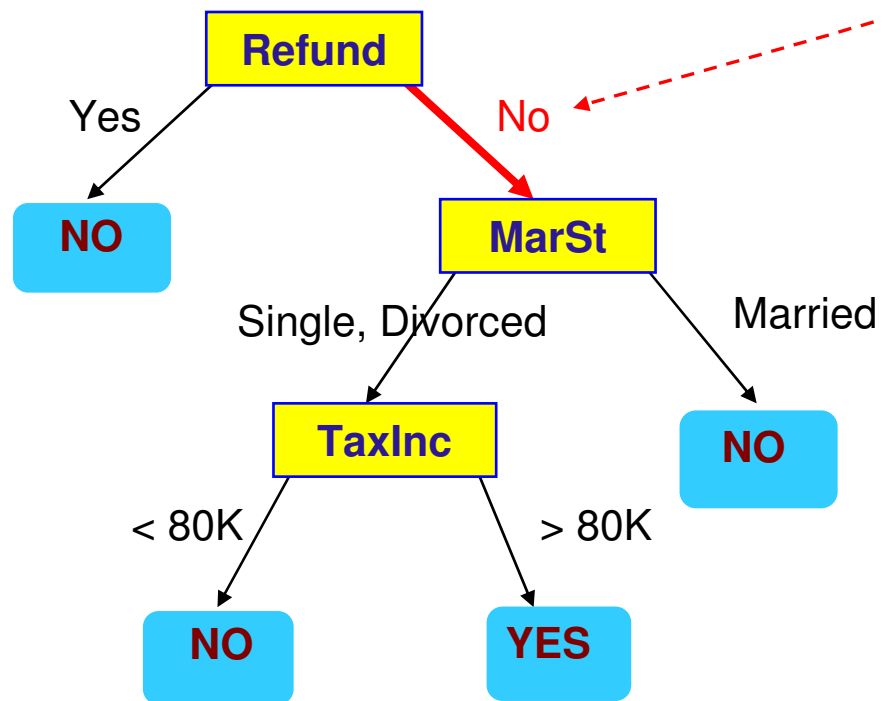 Refund
Yes
No
NO
MarSt
Single, Divorced
Married
TaxInc
NO
< 80K
> 80K
NO
YES